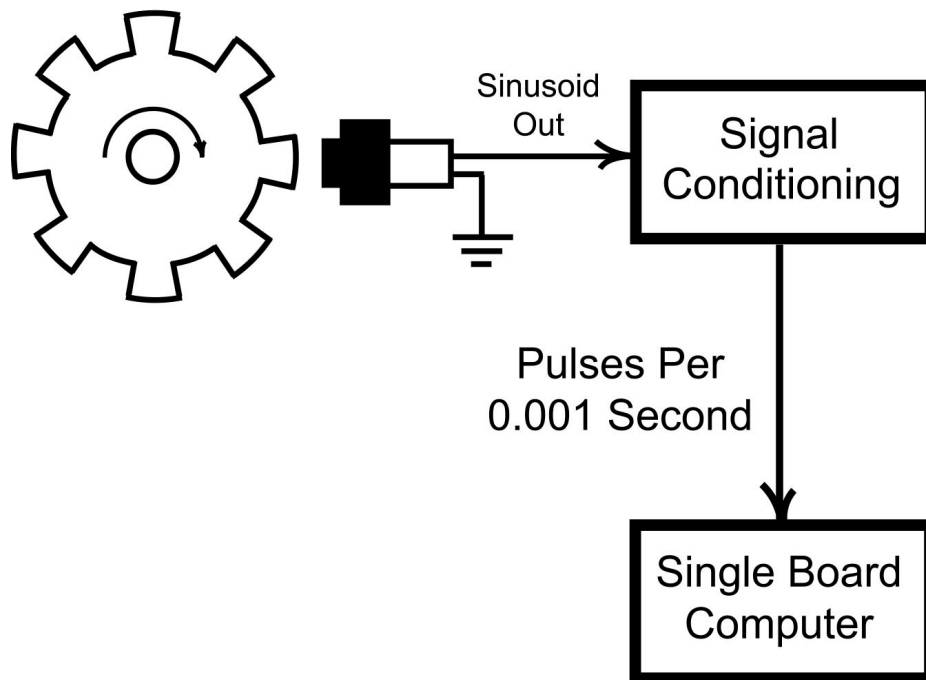 Sinusoid
Out
Signal
Conditioning
Pulses Per
0.001 Second
Single Board
Computer